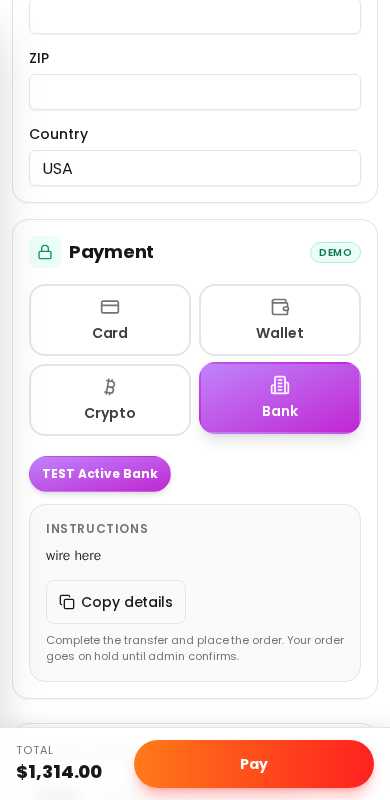 ZIP
Country
USA
Payment
DEMO
Card
Wallet
Crypto
Bank
TEST Active Bank
INSTRUCTIONS
wire here
Copy details
Complete the transfer and place the order. Your order
goes on hold until admin confirms.
TOTAL
$1,314.00
Pay